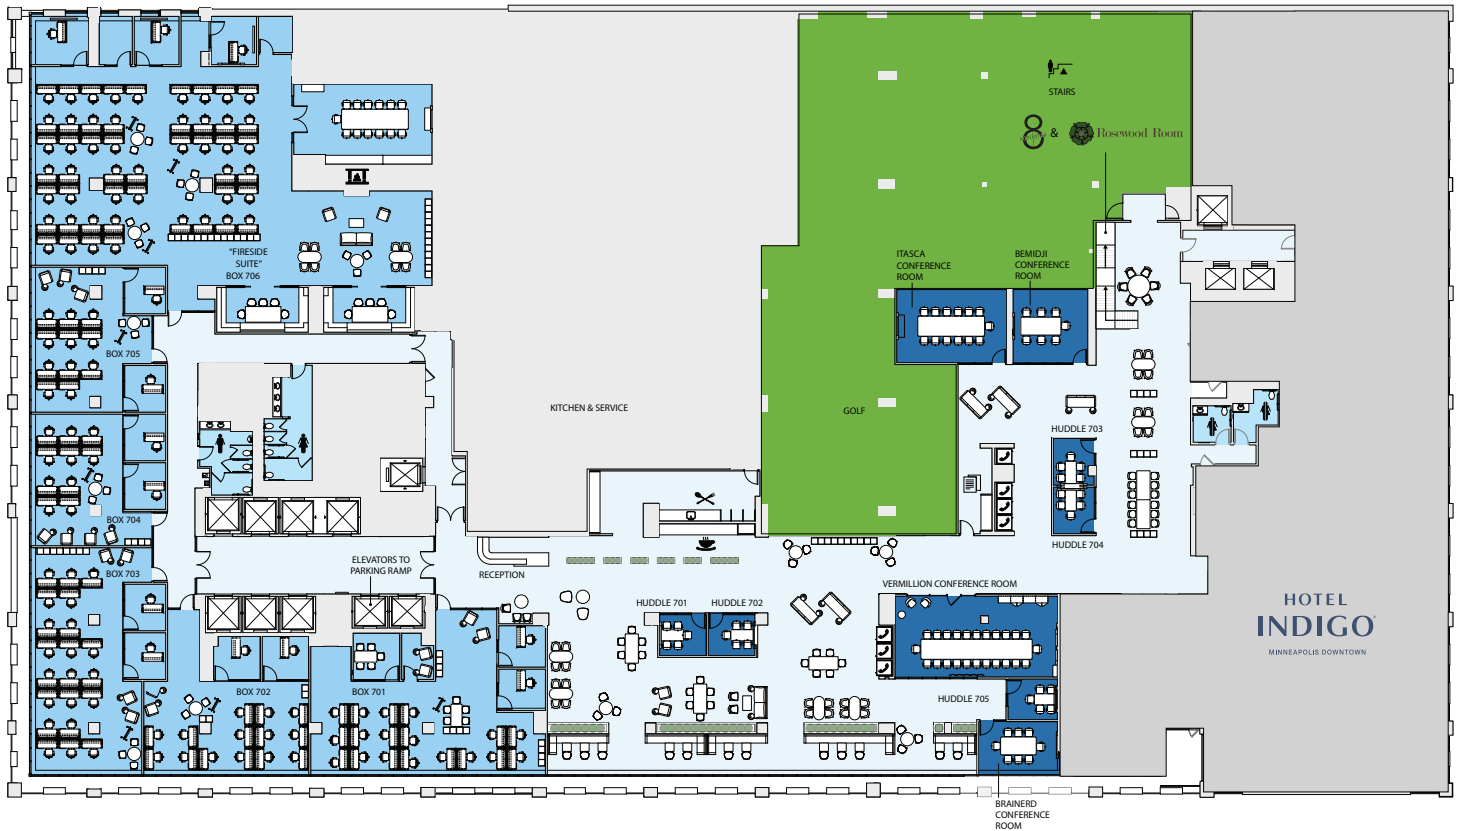 STAIRS
8
&
Rosewood Room
"FIRESIDE
SUITE"
BOX 706
ITASCA
CONFERENCE
ROOM
BEMIDJI
CONFERENCE
ROOM
BOX 705
KITCHEN & SERVICE
GOLF
HUDDLE 703
BOX 704
HUDDLE 704
ELEVATORS TO
PARKING RAMP
BOX 703
RECEPTION
VERMILLION CONFERENCE ROOM
HUDDLE 701
HUDDLE 702
HOTEL
INDIGO®
MINNEAPOLIS DOWNTOWN
BOX 702
BOX 701
HUDDLE 705
BRAINERD
CONFERENCE
ROOM